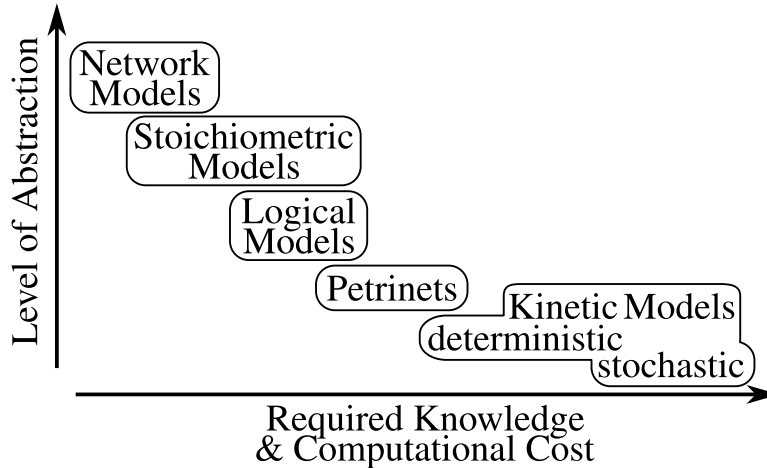 Level of Abstraction
Network
Models
Stoichiometric
Models
Logical
Models
Petrinets
Kinetic Models
deterministic
stochastic
Required Knowledge
& Computational Cost